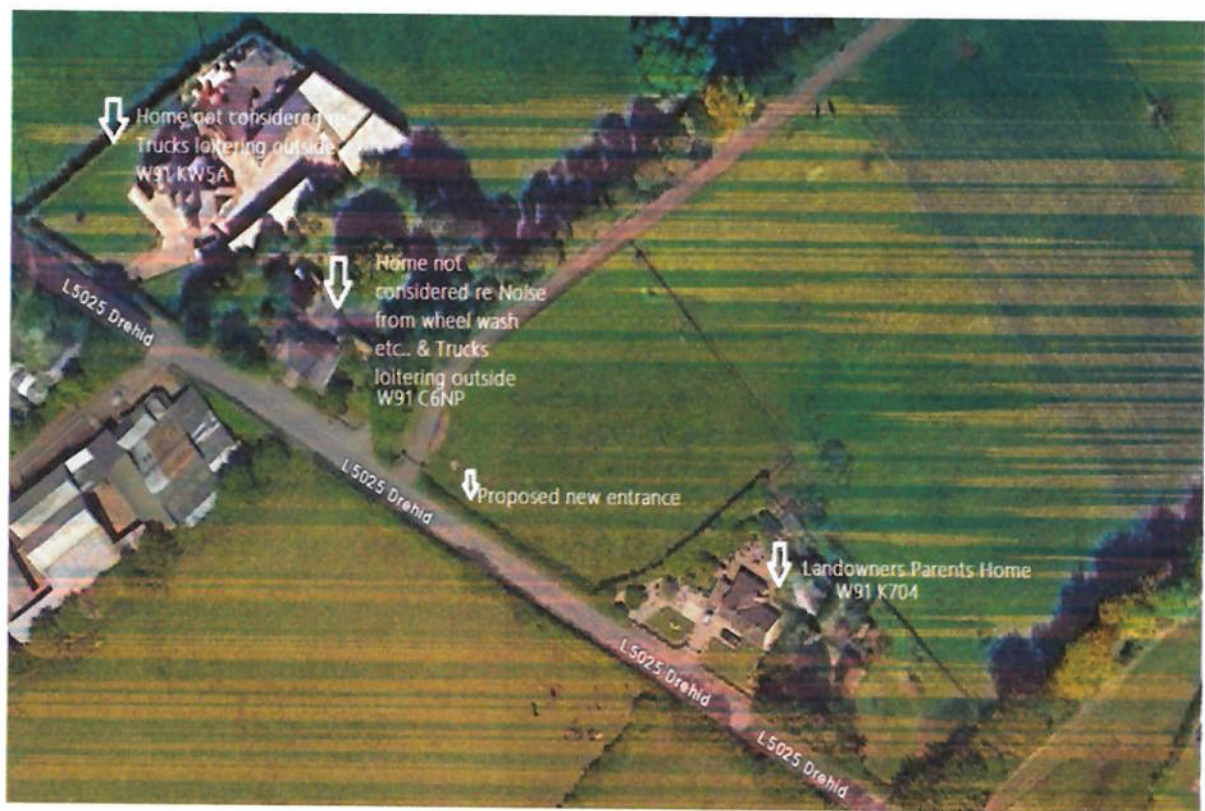 Home not considered re
Trucks loitering outside
W91 KW5A
Home not
considered re Noise
from wheel wash
etc.. & Trucks
loitering outside
W91 C6NP
L5025 Drehid
L5025 Drehid
Proposed new entrance
Landowners Parents Home
W91 K704
L5025 Drehid
L5025 Drehid